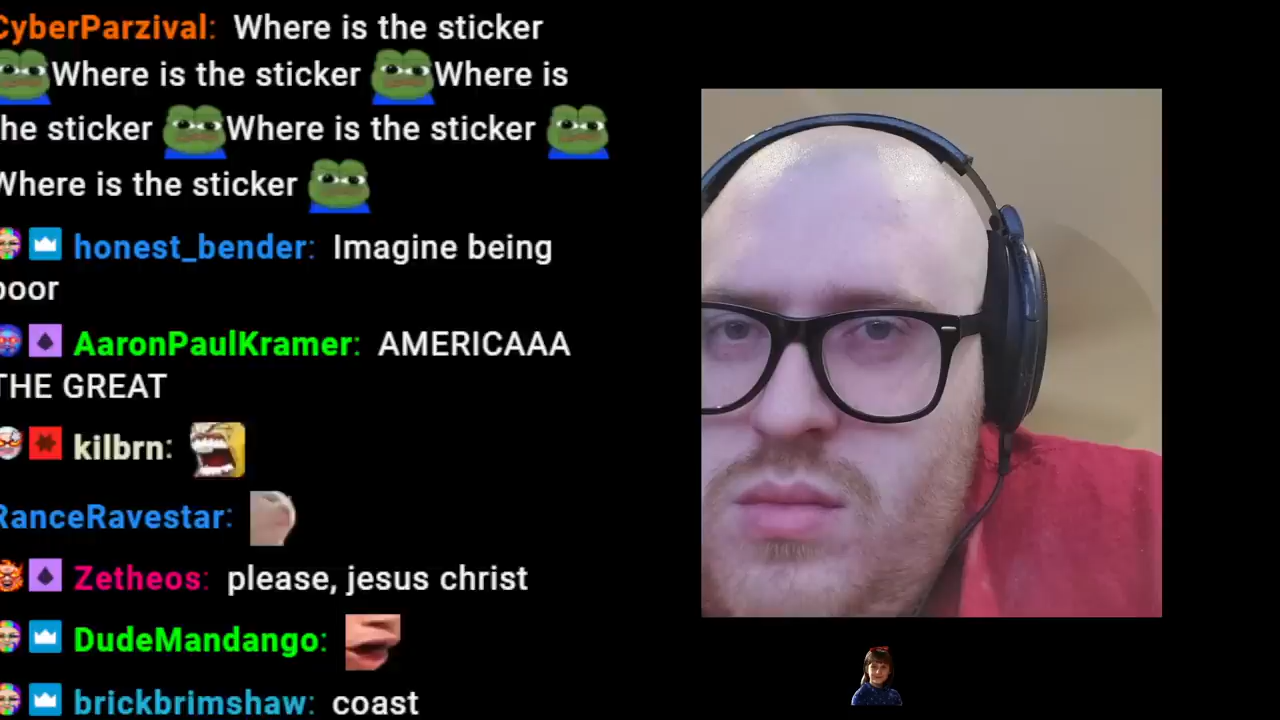 CyberParzival: Where is the sticker
Where is the sticker Where is
the sticker Where is the sticker
Where is the sticker
honest_bender: Imagine being
poor
AaronPaulKramer: AMERICAAA
THE GREAT
kilbrn:
RanceRavestar:
Zetheos: please, jesus christ
DudeMandango:
brickbrimshaw: coast